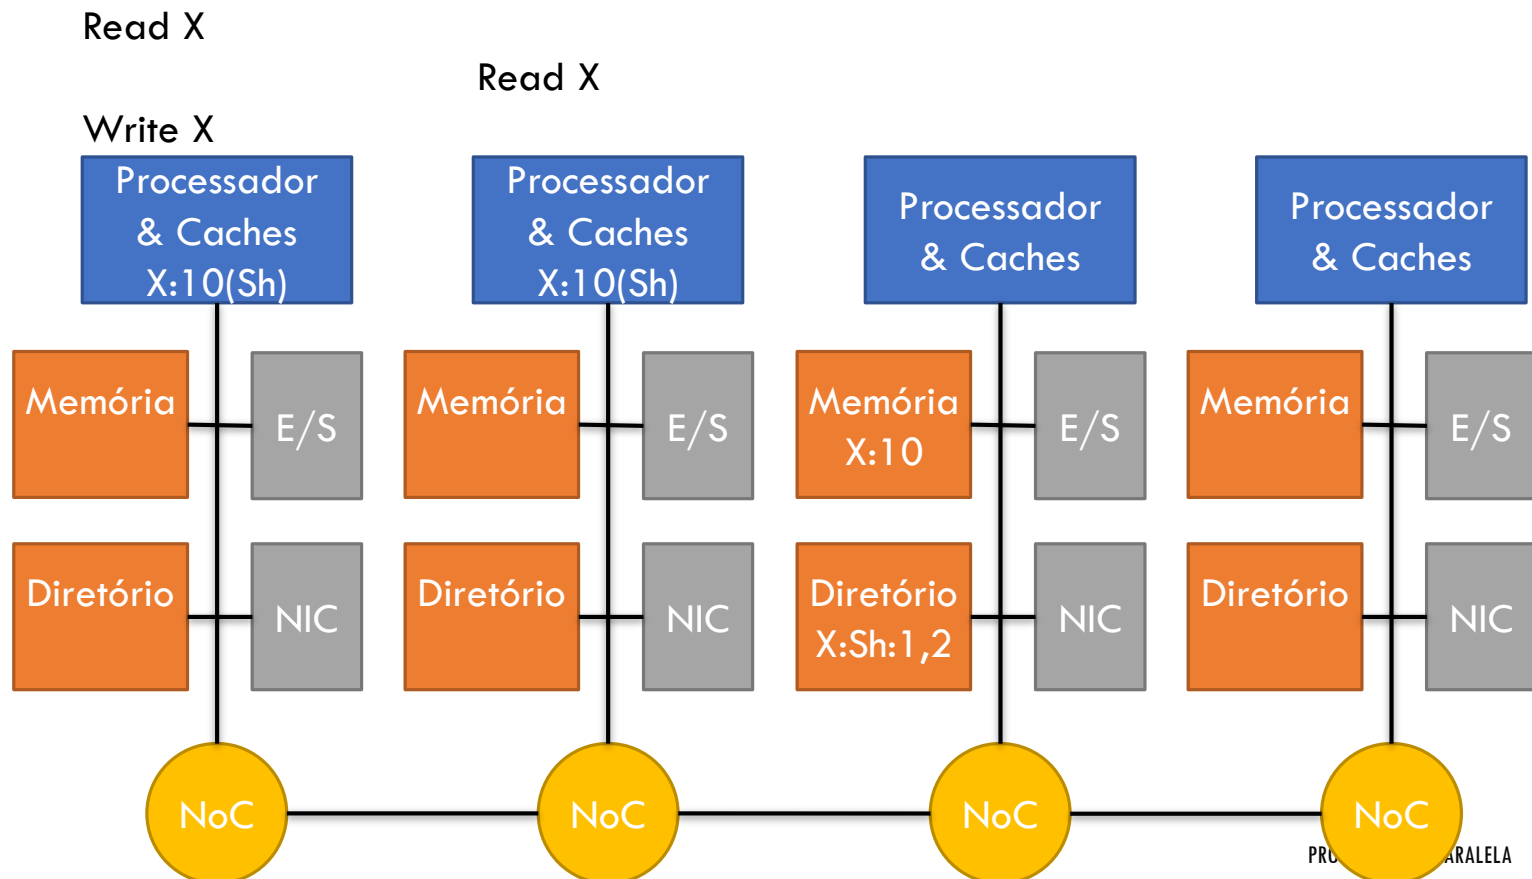 Read X
Read X
Write X
Processador
& Caches
X:10(Sh)
Processador
& Caches
X:10(Sh)
Processador
& Caches
Processador
& Caches
Memória
E/S
Memória
E/S
Memória
X:10
E/S
Memória
E/S
Diretório
NIC
Diretório
NIC
Diretório
X:Sh:1,2
NIC
Diretório
NIC
NoC
NoC
NoC
NoC